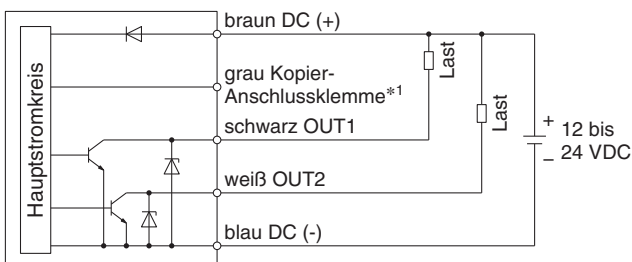 braun DC (+)
grau Kopier-
Anschlussklemme*1
schwarz OUT1
weiß OUT2
blau DC (-)
Hauptstromkreis
Last
Last
+
12 bis
−
24 VDC